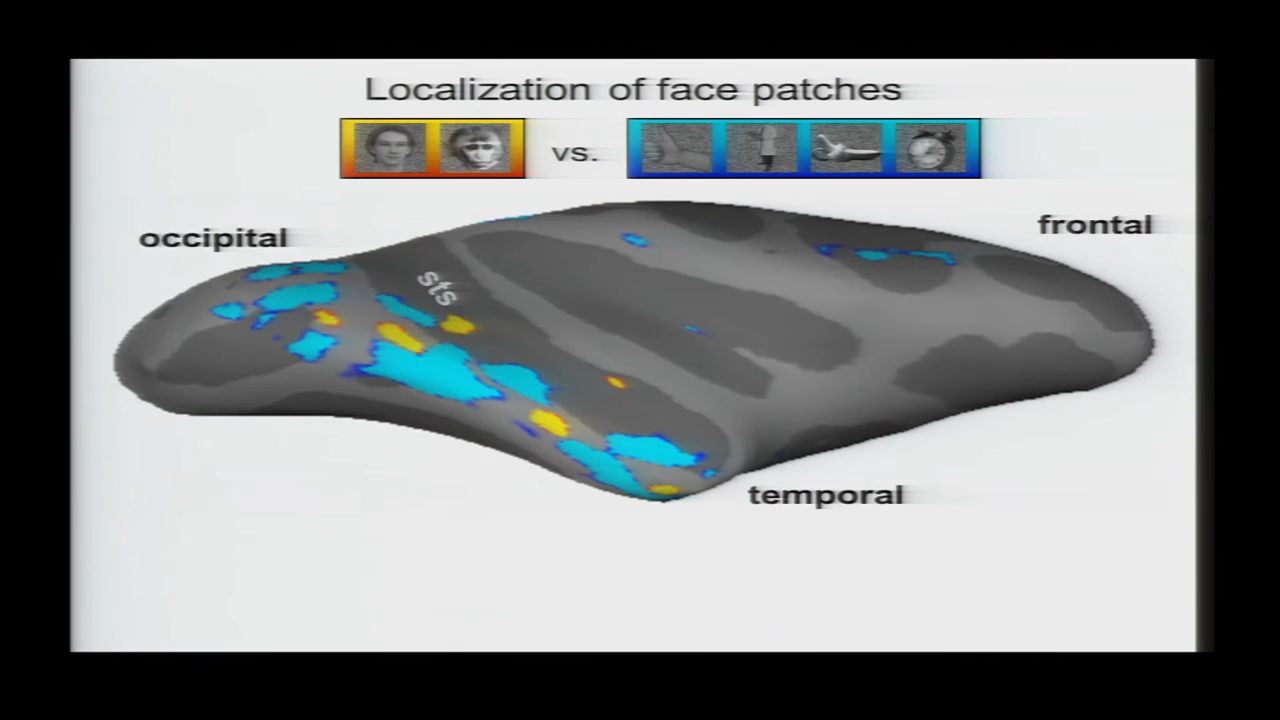 Localization of face patches
vs.
occipital
frontal
sts
temporal